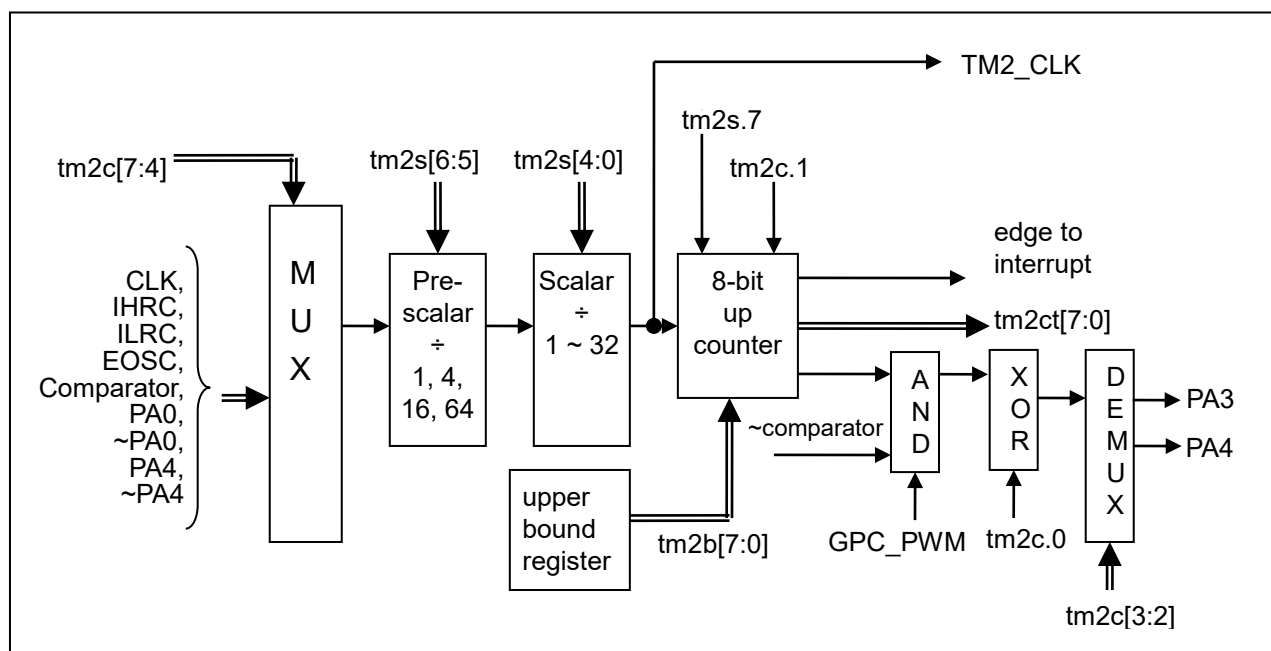 TM2_CLK
tm2s.7
tm2c[7:4]
tm2s[6:5]
tm2s[4:0]
tm2c.1
CLK,
IHRC,
ILRC,
EOSC,
Comparator,
PA0,
~PA0,
PA4,
~PA4
M
U
X
Pre-
scalar
÷
1, 4,
16, 64
Scalar
÷
1 ~ 32
8-bit
up
counter
edge to
interrupt
tm2ct[7:0]
upper
bound
register
tm2b[7:0]
~comparator
A
N
D
GPC_PWM
X
O
R
tm2c.0
D
E
M
U
X
PA3
PA4
tm2c[3:2]